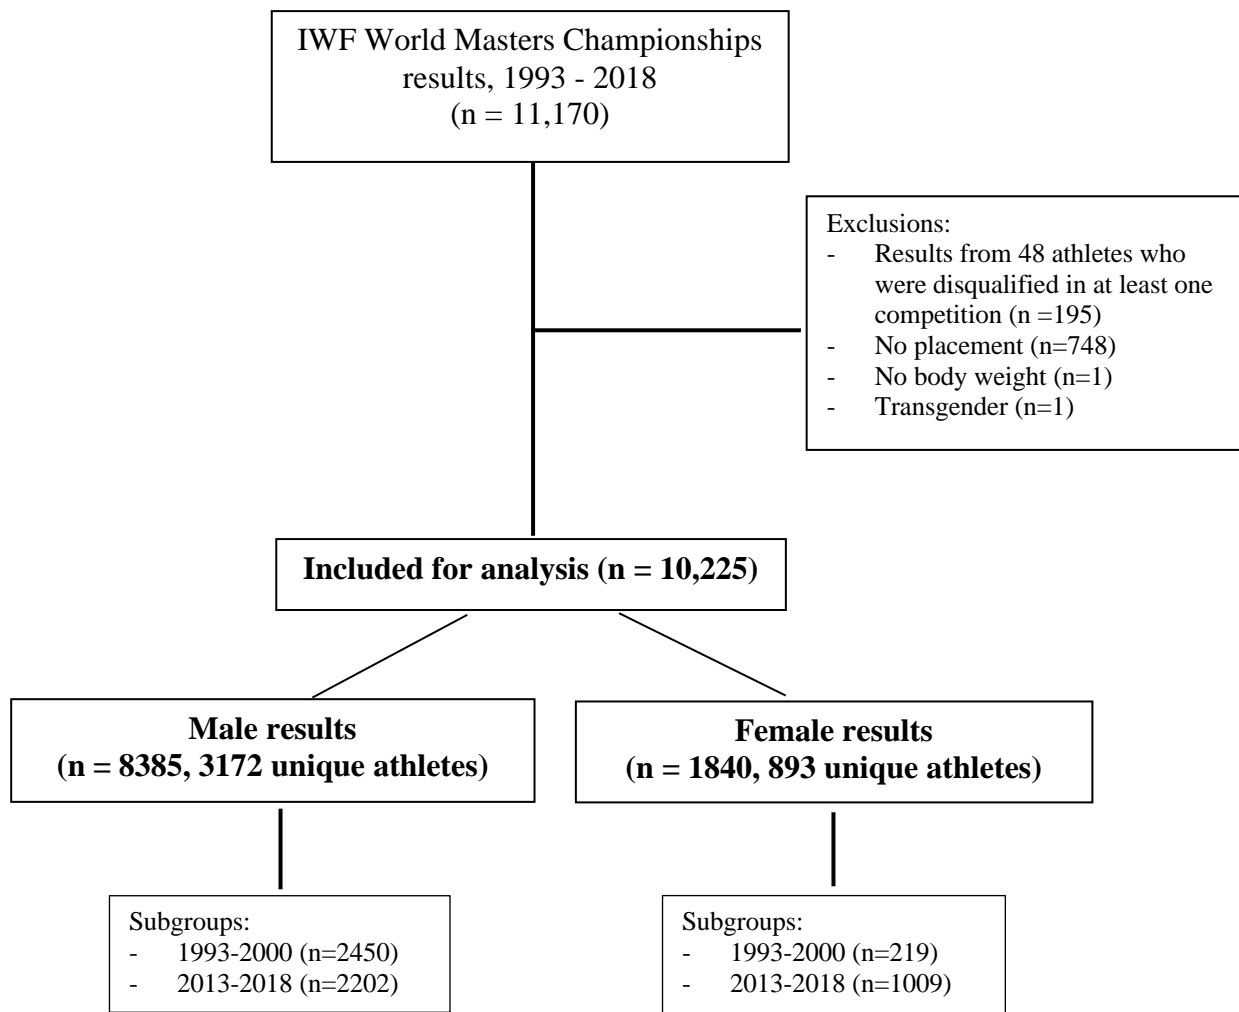 IWF World Masters Championships
results, 1993 - 2018
(n = 11,170)
Exclusions:
- Results from 48 athletes who
were disqualified in at least one
competition (n =195)
- No placement (n=748)
- No body weight (n=1)
- Transgender (n=1)
Included for analysis (n = 10,225)
Male results
(n = 8385, 3172 unique athletes)
Female results
(n = 1840, 893 unique athletes)
Subgroups:
- 1993-2000 (n=2450)
- 2013-2018 (n=2202)
Subgroups:
- 1993-2000 (n=219)
- 2013-2018 (n=1009)